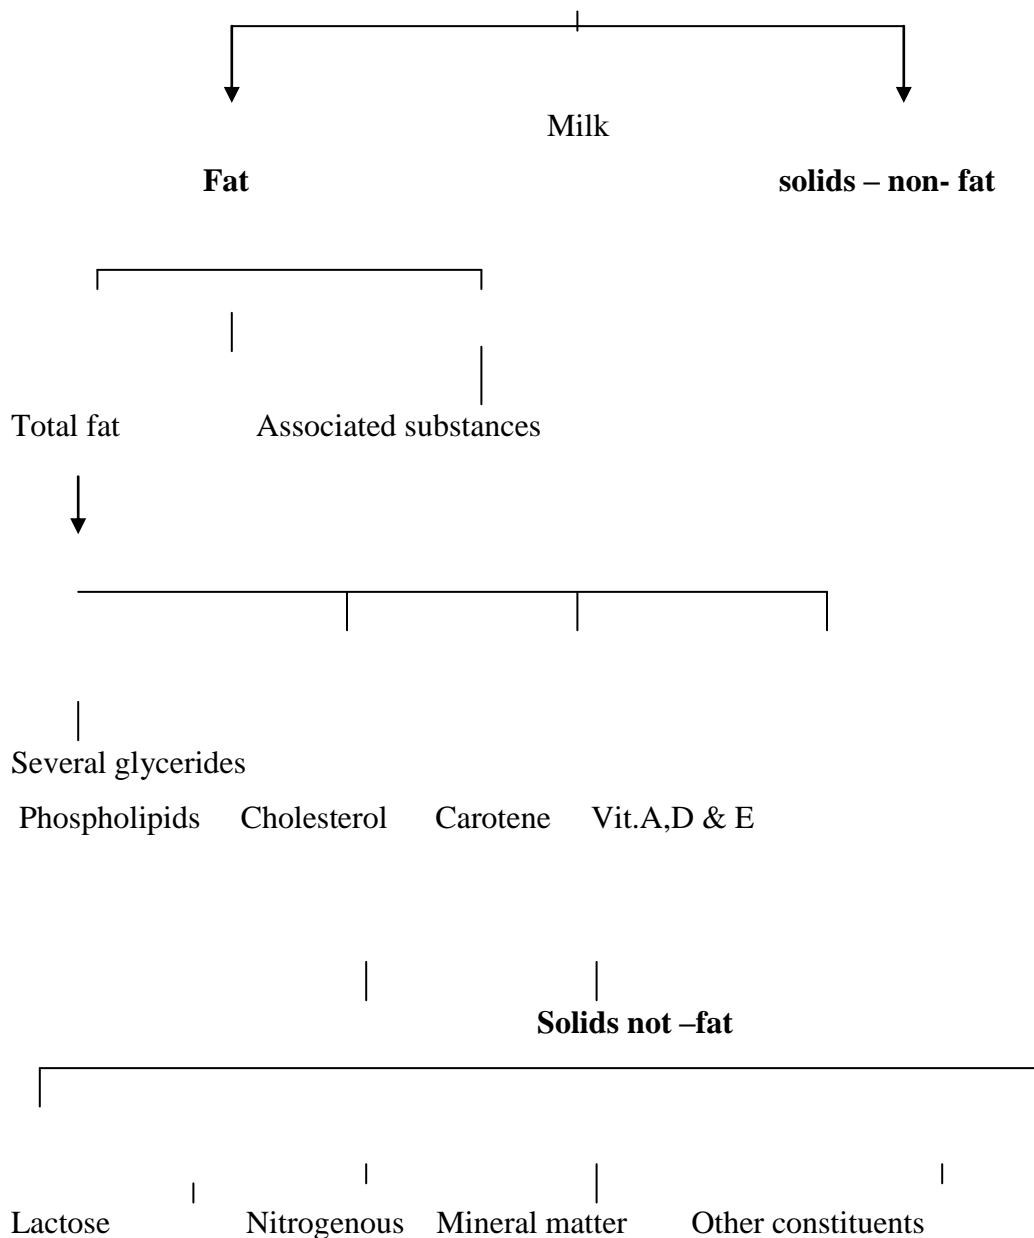 Milk
Fat solids – non- fat
Total fat Associated substances
Several glycerides
Phospholipids Cholesterol Carotene Vit.A,D & E
Solids not –fat
Lactose Nitrogenous Mineral matter Other constituents